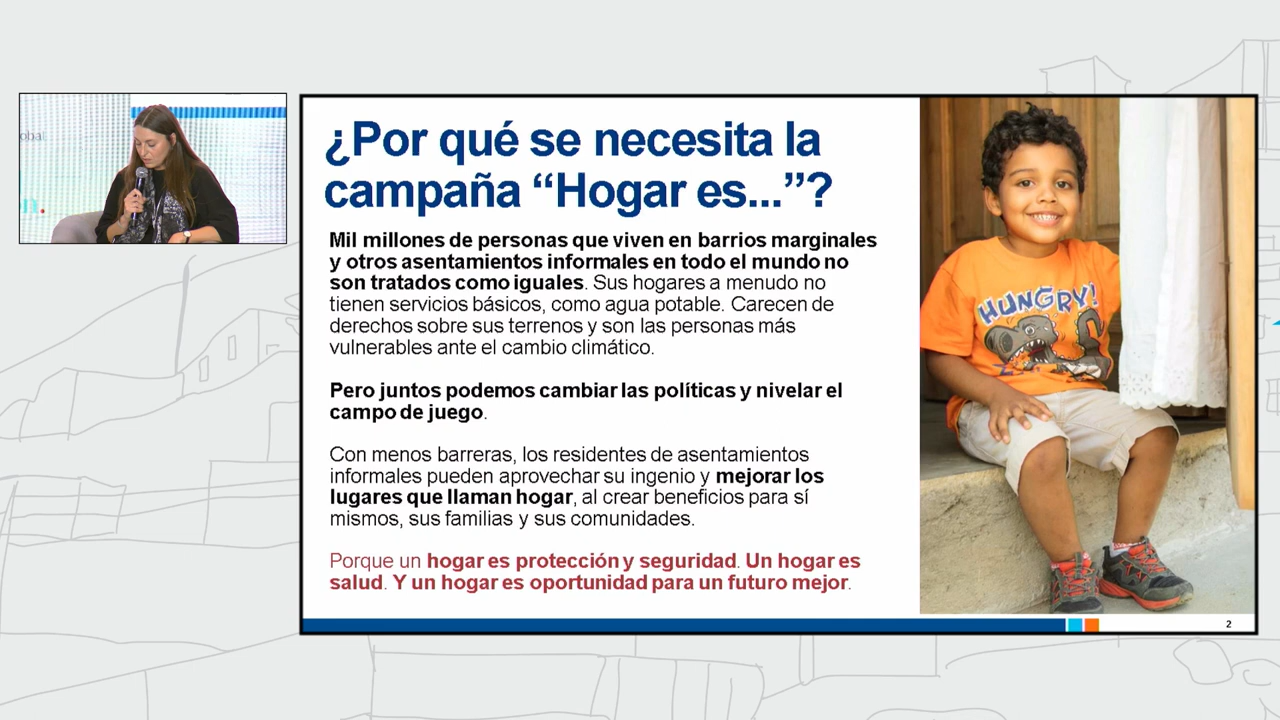 obal
n.
¿Por qué se necesita la
campaña “Hogar es...”?
Mil millones de personas que viven en barrios marginales
y otros asentamientos informales en todo el mundo no
son tratados como iguales. Sus hogares a menudo no
tienen servicios básicos, como agua potable. Carecen de
derechos sobre sus terrenos y son las personas más
vulnerables ante el cambio climático.
Pero juntos podemos cambiar las políticas y nivelar el
campo de juego.
Con menos barreras, los residentes de asentamientos
informales pueden aprovechar su ingenio y mejorar los
lugares que llaman hogar, al crear beneficios para sí
mismos, sus familias y sus comunidades.
Porque un hogar es protección y seguridad. Un hogar es
salud. Y un hogar es oportunidad para un futuro mejor.
HUNGRY!
2